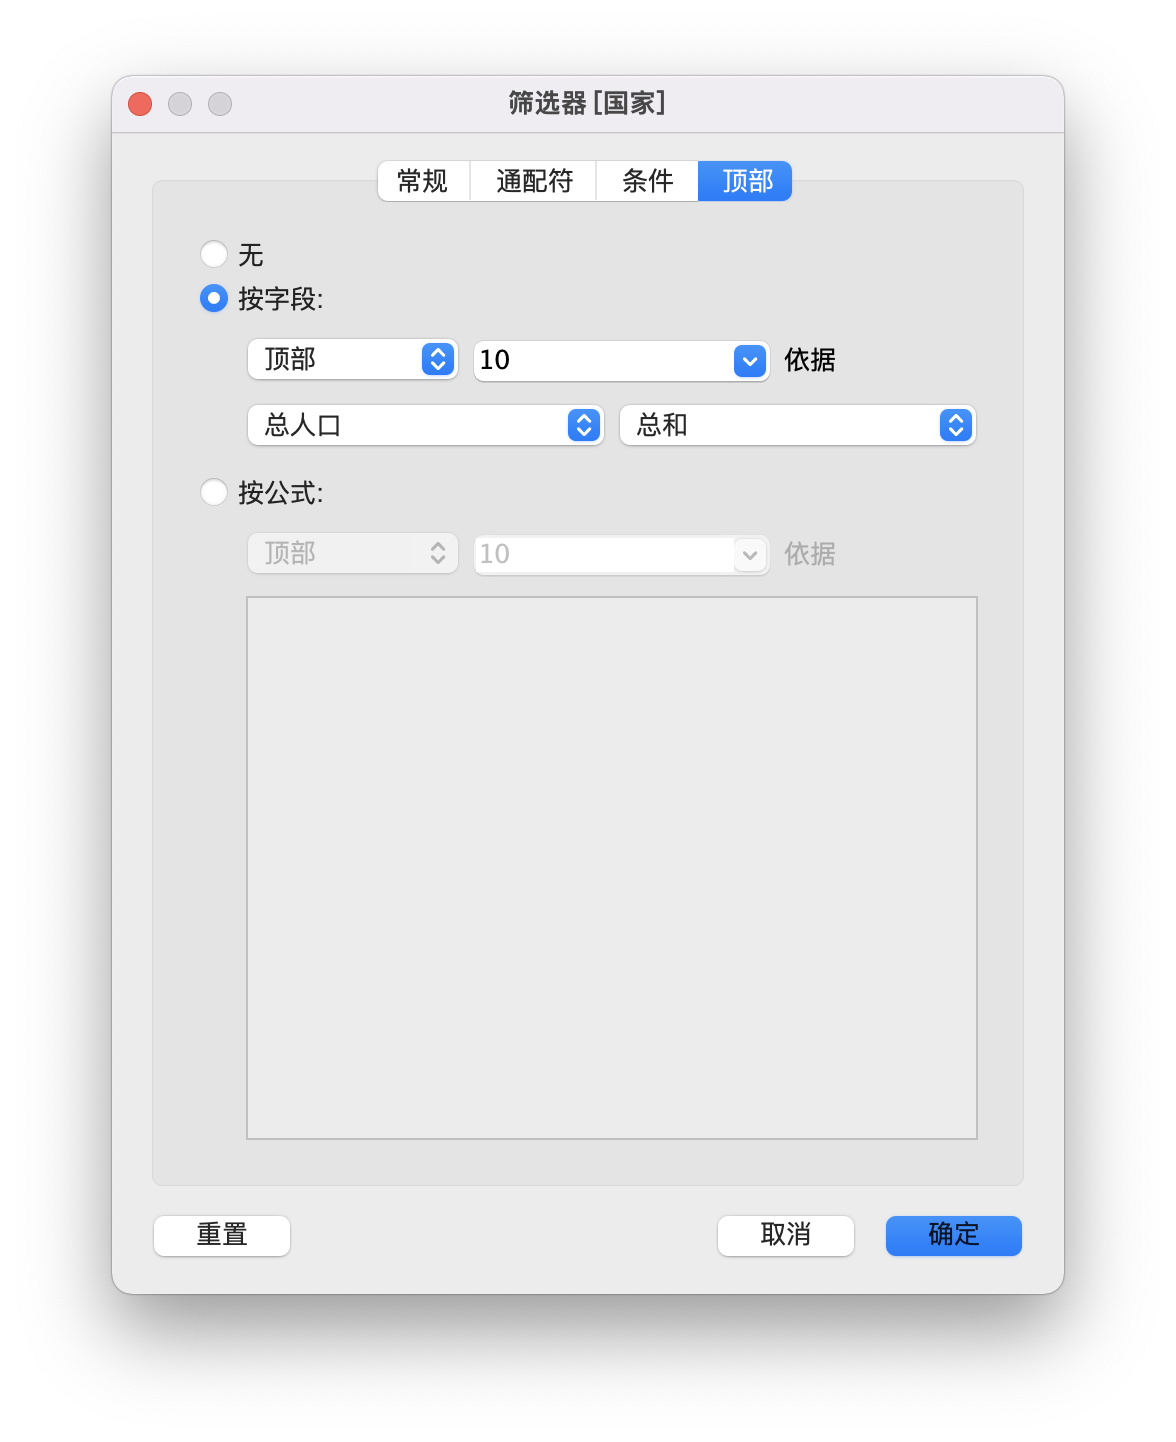 筛选器 [国家]
常规 通配符 条件 顶部
无
按字段:
顶部 10 依据
总人口 总和
按公式:
顶部 10 依据
重置 取消 确定